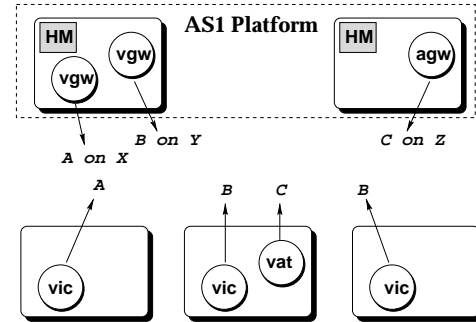 AS1 Platform
HM
vgw
vgw
HM
agw
A on X
B on Y
C on Z
A
B
C
B
vic
vic
vat
vic